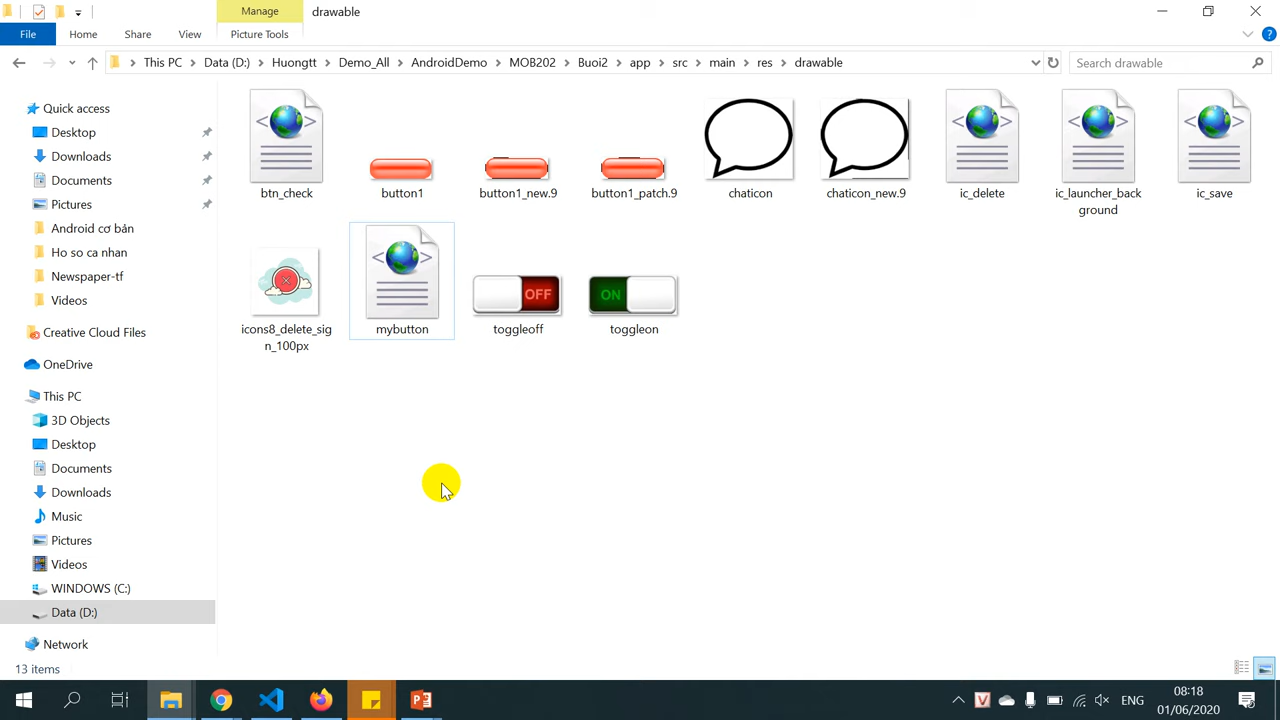 Manage
drawable
File
Home
Share
View
Picture Tools
This PC
Data (D:)
Huongtt
Demo_All
AndroidDemo
MOB202
Buoi2
app
src
main
res
drawable
Search drawable
Quick access
Desktop
Downloads
Documents
Pictures
Android cơ bản
Ho so ca nhan
Newspaper-tf
Videos
Creative Cloud Files
OneDrive
This PC
3D Objects
Desktop
Documents
Downloads
Music
Pictures
Videos
WINDOWS (C:)
Data (D:)
Network
btn_check
button1
button1_new.9
button1_patch.9
chaticon
chaticon_new.9
ic_delete
ic_launcher_back
ground
ic_save
icons8_delete_sig
n_100px
mybutton
OFF
toggleoff
ON
toggleon
13 items
ENG
08:18
01/06/2020